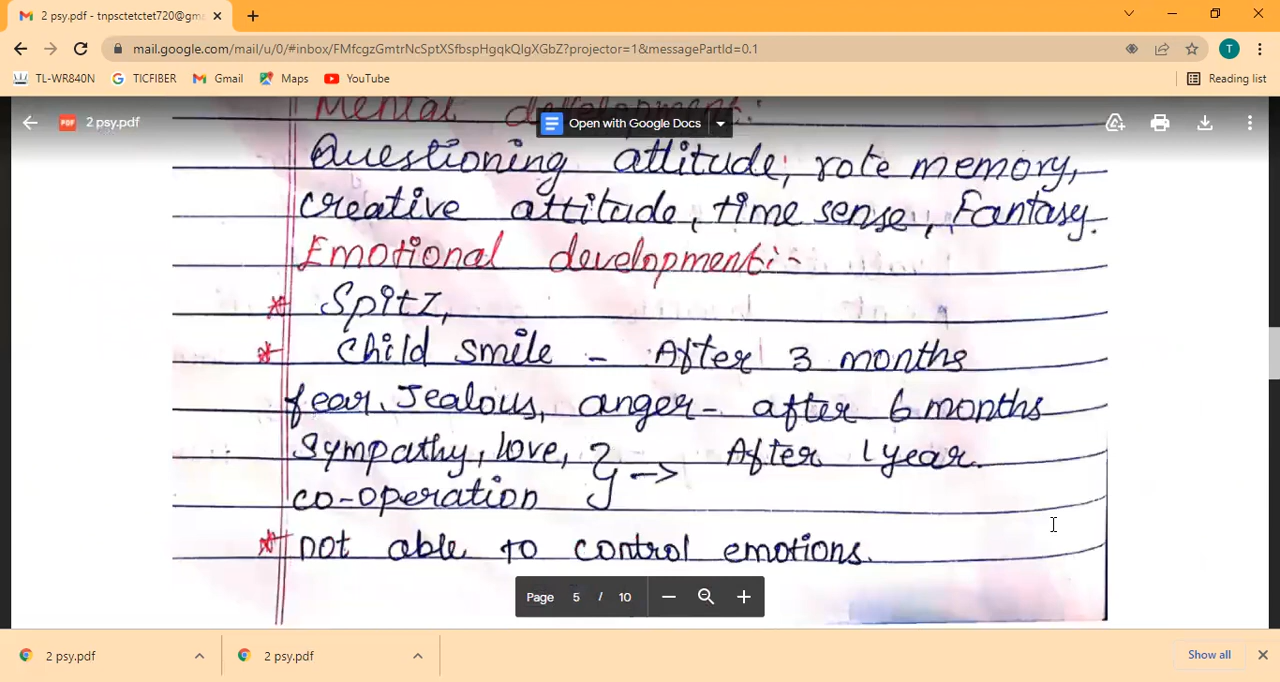 2 psy.pdf - tnpsctetctet720@gm
mail.google.com/mail/u/0/#inbox/FMfcgzGmtrNcSptXSfbspHgqkQlgXGbZ?projector=1&messagePartId=0.1
T
TL-WR840N TICFIBER Gmail Maps YouTube Reading list
Mental development:
PDF 2 psy.pdf Open with Google Docs
Questioning attitude, rote memory,
creative attitude, time sense, Fantasy.
Emotional development:-
* Spitz,
* Child smile - After 3 months
fear, Jealous, anger- after 6 months
Sympathy, love, } -> After 1 year.
co-operation
* not able to control emotions.
Page 5 / 10
2 psy.pdf 2 psy.pdf Show all